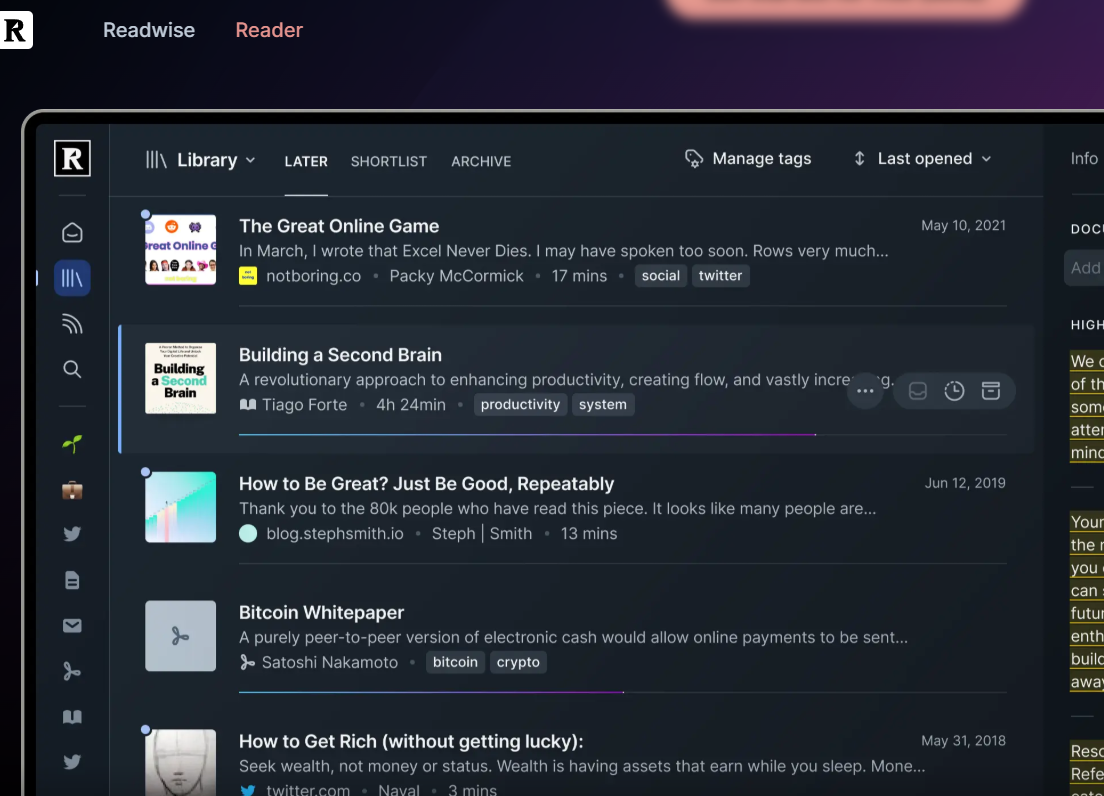 R
Readwise
Reader
R
Library
LATER
SHORTLIST
ARCHIVE
Manage tags
Last opened
Info
The Great Online Game
May 10, 2021
In March, I wrote that Excel Never Dies. I may have spoken too soon. Rows very much...
notboring.co • Packy McCormick • 17 mins • social twitter
Building a Second Brain
A revolutionary approach to enhancing productivity, creating flow, and vastly
Building
a Second
Brain
Tiago Forte • 4h 24min • productivity system
How to Be Great? Just Be Good, Repeatably
Jun 12, 2019
Thank you to the 80k people who have read this piece. It looks like many people are...
blog.stephsmith.io • Steph | Smith • 13 mins
Bitcoin Whitepaper
A purely peer-to-peer version of electronic cash would allow online payments to be sent...
Satoshi Nakamoto • bitcoin crypto
How to Get Rich (without getting lucky):
May 31, 2018
Seek wealth, not money or status. Wealth is having assets that earn while you sleep. Mone...
twitter.com • Naval • 3 mins
DOCU
Add
HIGH
We
of th
som
atte
mind
Your
the
you
can
futu
enth
build
away
Reso
Refe